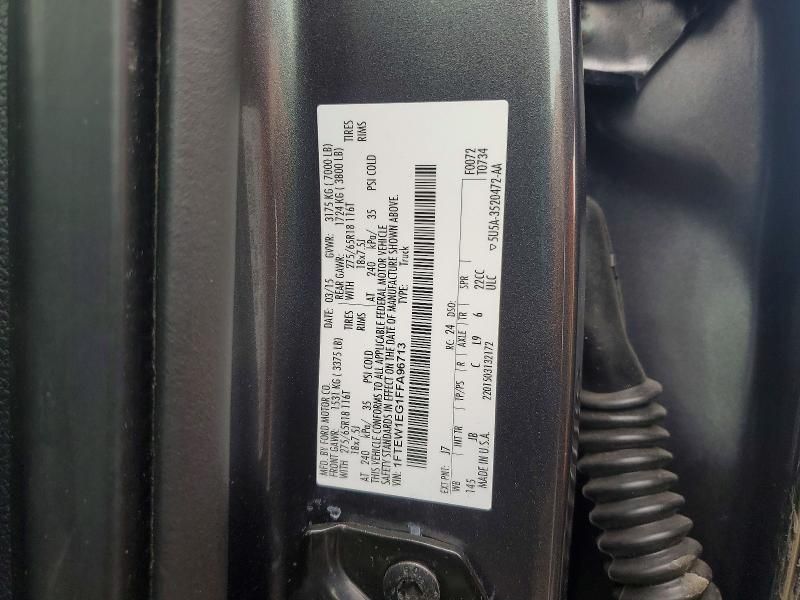 MFD. BY FORD MOTOR CO. DATE: 03/15 GVWR: 3175 KG ( 7000 LB)
FRONT GAWR: 1531 KG ( 3375 LB) REAR GAWR: 1724 KG ( 3800 LB)
WITH 275/65R18 116T TIRES WITH 275/65R18 116T TIRES
18x7.5J RIMS 18x7.5J RIMS
AT 240 kPa/ 35 PSI COLD AT 240 kPa/ 35 PSI COLD
THIS VEHICLE CONFORMS TO ALL APPLICABLE FEDERAL MOTOR VEHICLE
SAFETY STANDARDS IN EFFECT ON THE DATE OF MANUFACTURE SHOWN ABOVE.
VIN: 1FTEW1EG1FFA96713 TYPE: Truck
EXT PNT: J7 RC: 24 DSO: F0072
WB INT TR TP/PS R AXLE TR SPR T0734
145 JB C L9 6 22CC
MADE IN U.S.A. 2201503132172 ULC ▽5U5A-3520472-AA